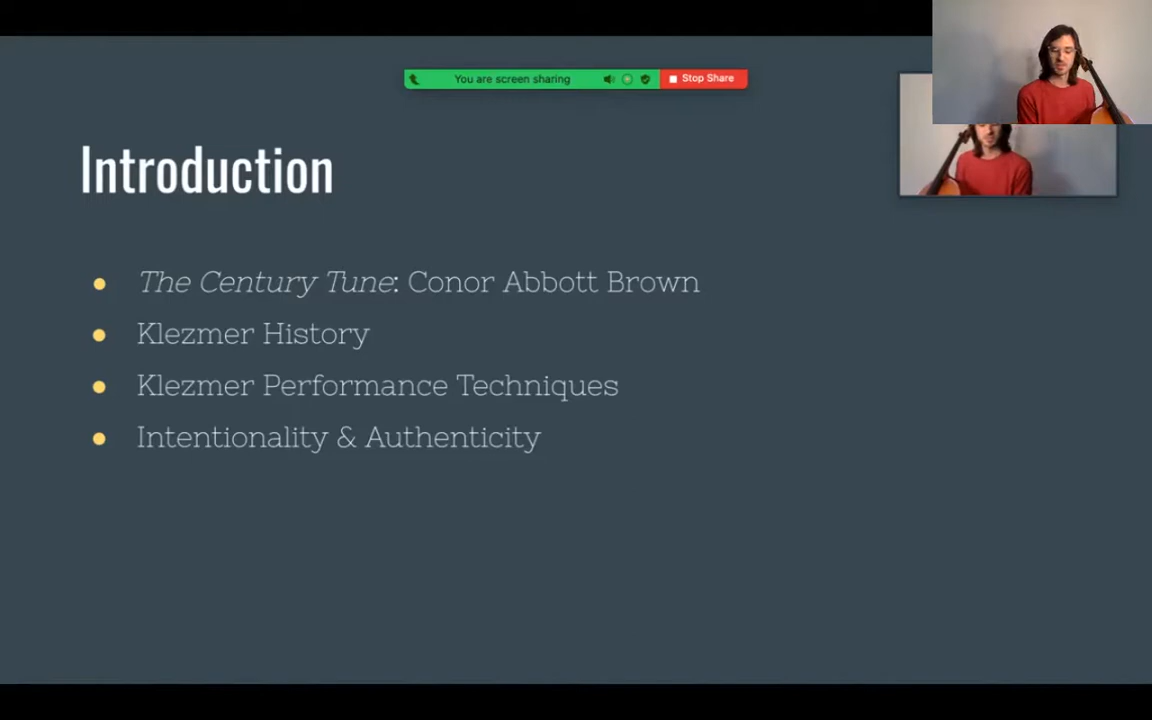 You are screen sharing
Stop Share
Introduction
The Century Tune: Conor Abbott Brown
Klezmer History
Klezmer Performance Techniques
Intentionality & Authenticity